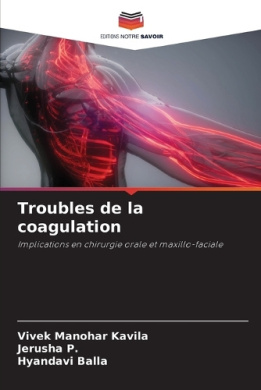 EDITIONS NOTRE SAVOIR
Troubles de la
coagulation
Implications en chirurgie orale et maxillo-faciale
Vivek Manohar Kavila
Jerusha P.
Hyandavi Balla